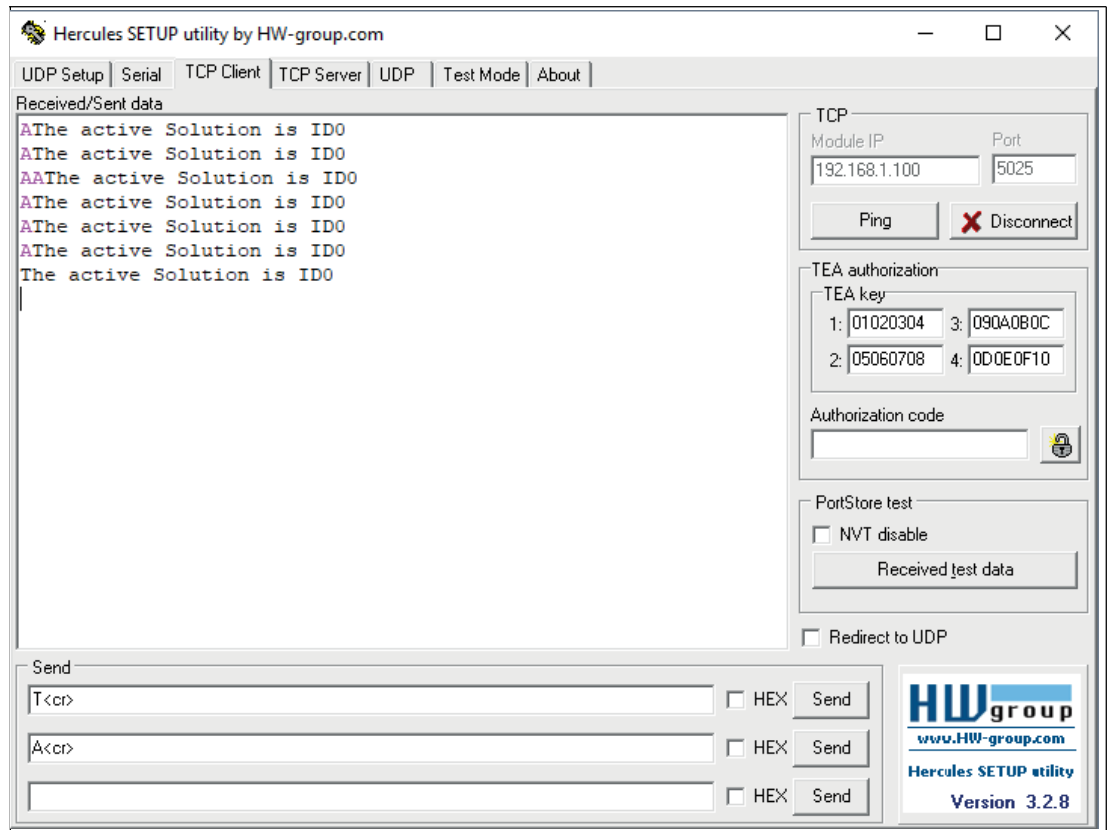 Hercules SETUP utility by HW-group.com
UDP Setup Serial TCP Client TCP Server UDP Test Mode About
Received/Sent data
AThe active Solution is ID0
AThe active Solution is ID0
AAThe active Solution is ID0
AThe active Solution is ID0
AThe active Solution is ID0
AThe active Solution is ID0
The active Solution is ID0
TCP
Module IP Port
192.168.1.100 5025
Ping Disconnect
TEA authorization
TEA key
1: 01020304 3: 090A0B0C
2: 05060708 4: 0D0E0F10
Authorization code
PortStore test
NVT disable
Received test data
Redirect to UDP
Send
T<cr> HEX Send
A<cr> HEX Send
HEX Send
HWgroup
www.HW-group.com
Hercules SETUP utility
Version 3.2.8